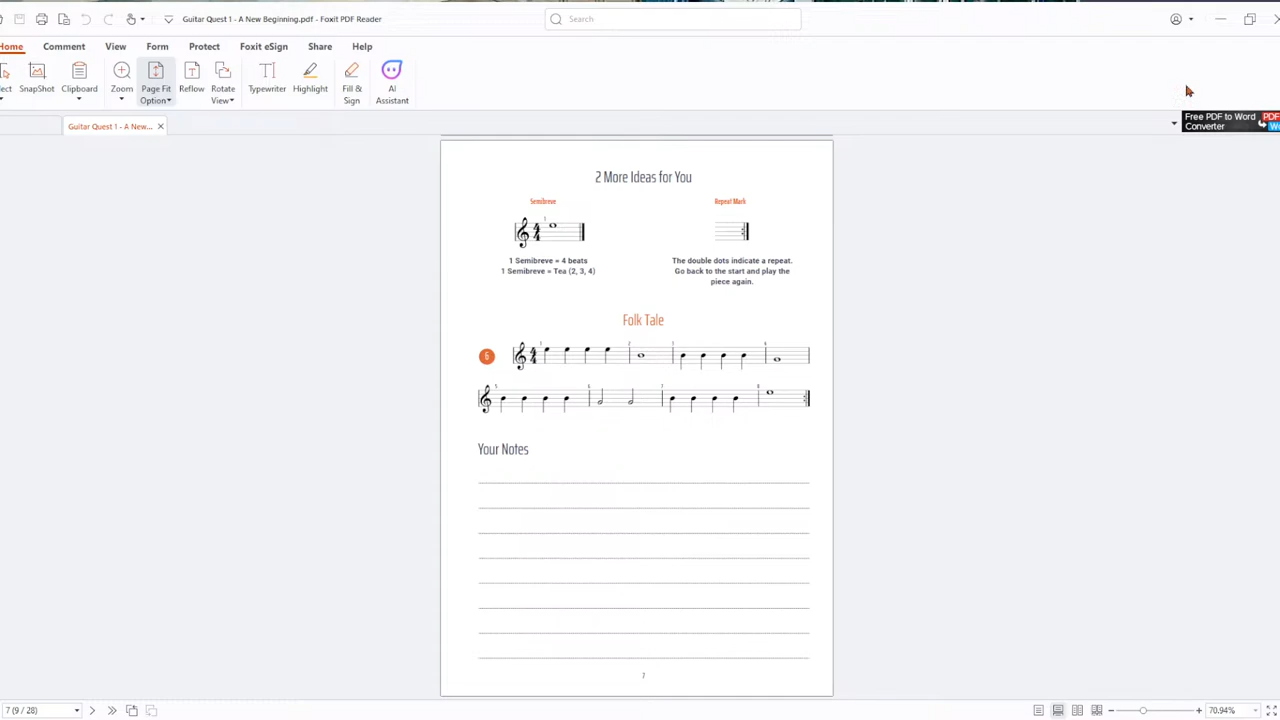 Guitar Quest 1 - A New Beginning.pdf - Foxit PDF Reader
Search
Home Comment View Form Protect Foxit eSign Share Help
SnapShot Clipboard Zoom Page Fit Option Reflow Rotate View Typewriter Highlight Fill & Sign AI Assistant
Guitar Quest 1 - A New...
Free PDF to Word
Converter
2 More Ideas for You
Semibreve
Repeat Mark
1 Semibreve = 4 beats
1 Semibreve = Tea (2, 3, 4)
The double dots indicate a repeat.
Go back to the start and play the
piece again.
Folk Tale
6
Your Notes
7
7 (9 / 28)
70.94%